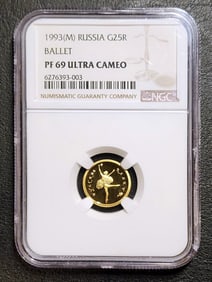 1993(M) RUSSIA G25R
BALLET
PF 69 ULTRA CAMEO
6276393-003
NUMISMATIC GUARANTY COMPANY
NGC